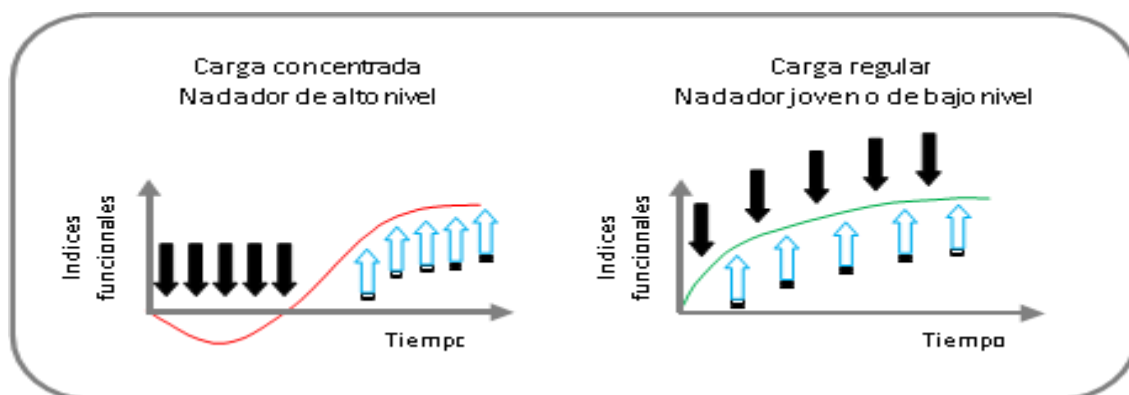 Carga concentrada
Nadador de alto nivel
Indices
funcionales
Tiempo
Carga regular
Nadador joven o de bajo nivel
Indices
funcionales
Tiempo